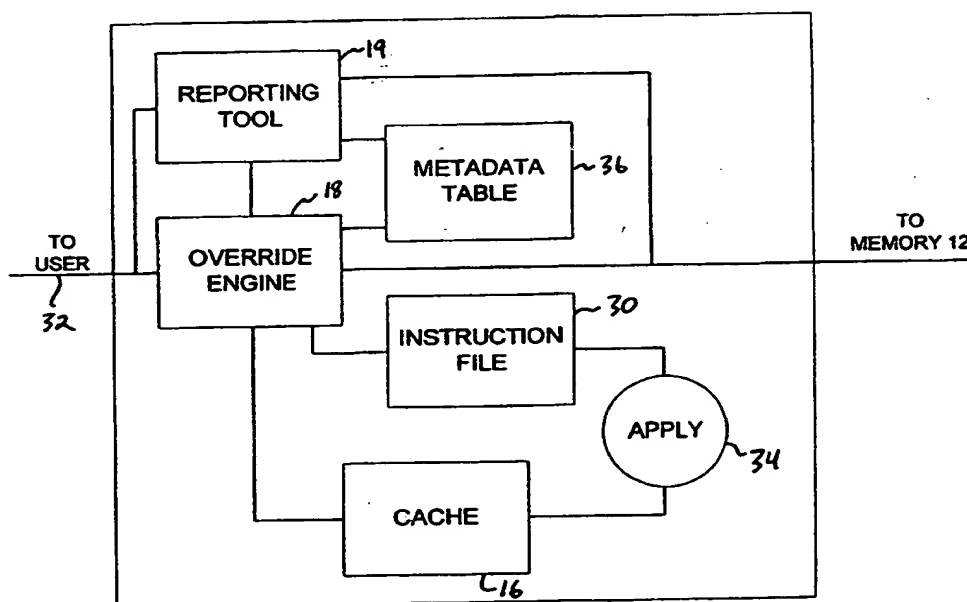 19
REPORTING
TOOL
METADATA
TABLE
36
18
TO
USER
32
OVERRIDE
ENGINE
TO
MEMORY 12
30
INSTRUCTION
FILE
APPLY
34
CACHE
16